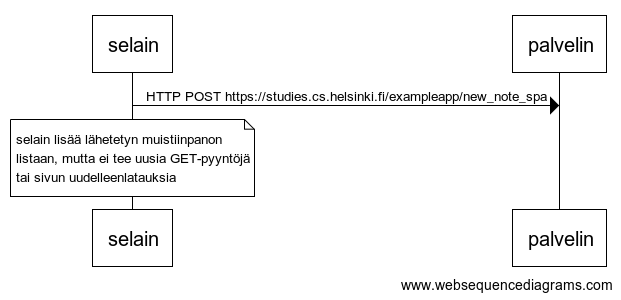 selain
palvelin
HTTP POST https://studies.cs.helsinki.fi/exampleapp/new_note_spa
selain lisää lähetetyn muistiinpanon
listaan, mutta ei tee uusia GET-pyyntöjä
tai sivun uudelleenlatauksia
selain
palvelin
www.websequencediagrams.com